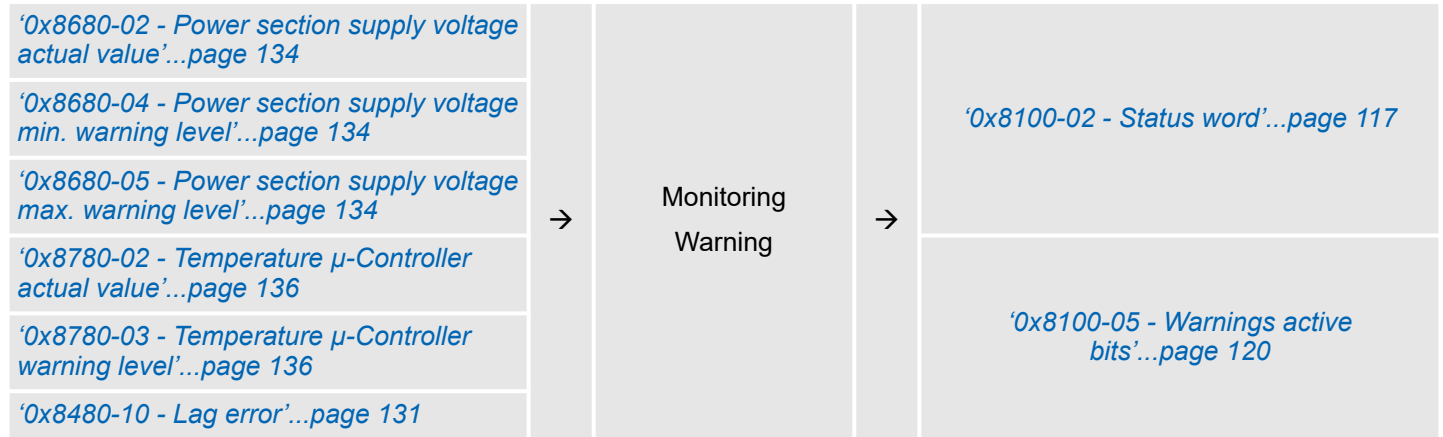 ‘0x8680-02 - Power section supply voltage
actual value’...page 134
‘0x8680-04 - Power section supply voltage
min. warning level’...page 134
‘0x8680-05 - Power section supply voltage
max. warning level’...page 134
‘0x8780-02 - Temperature μ-Controller
actual value’...page 136
‘0x8780-03 - Temperature μ-Controller
warning level’...page 136
‘0x8480-10 - Lag error’...page 131
→
Monitoring
Warning
→
‘0x8100-02 - Status word’...page 117
‘0x8100-05 - Warnings active
bits’...page 120